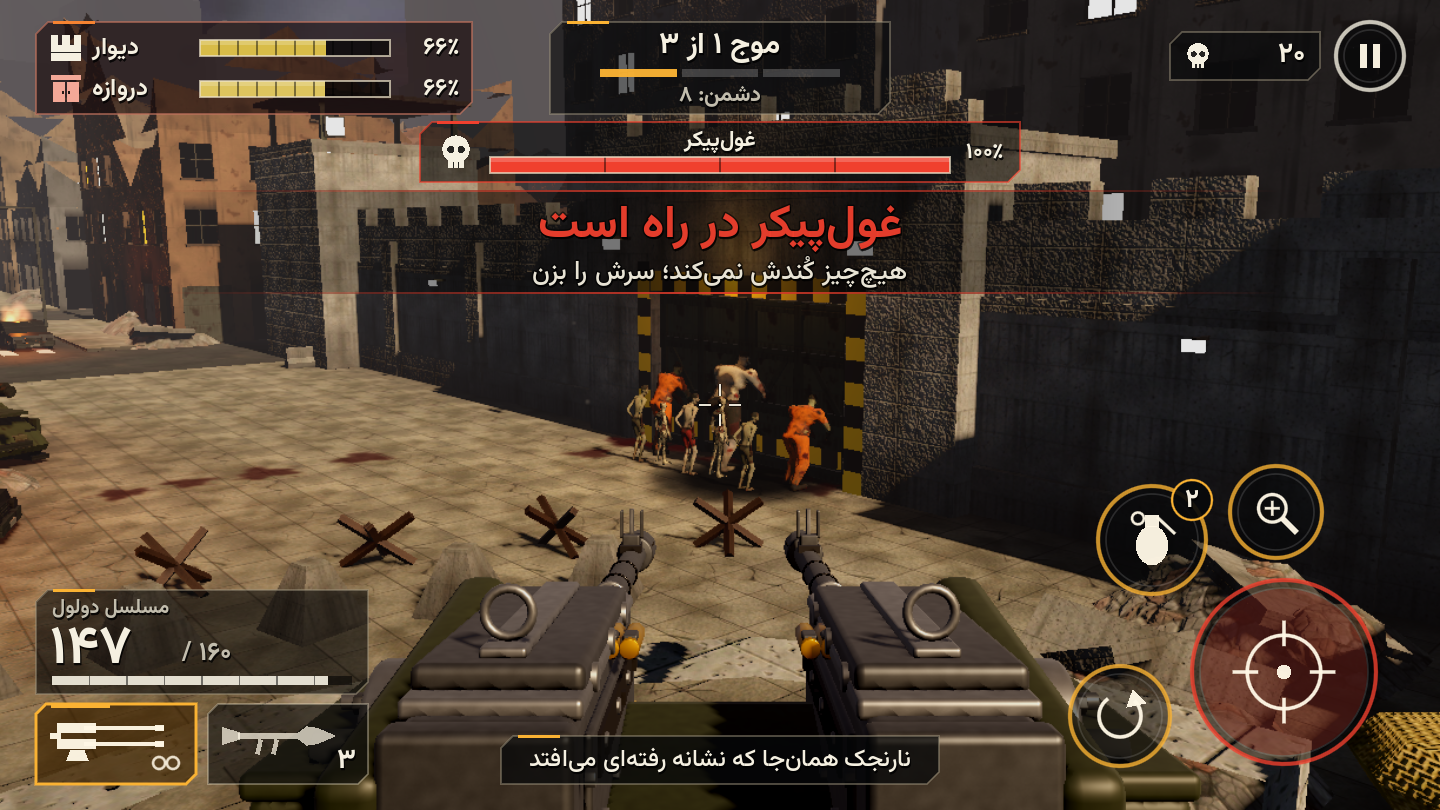 دیوار ۶۶٪
دروازه ۶۶٪
موج ۱ از ۳
دشمن: ۸
۲۰
غول‌پیکر
۱۰۰٪
غول‌پیکر در راه است
هیچ‌چیز کُندش نمی‌کند؛ سرش را بزن
۲
مسلسل دولول
۱۴۷ / ۱۶۰
∞
۳
نارنجک همان‌جا که نشانه رفته‌ای می‌افتد